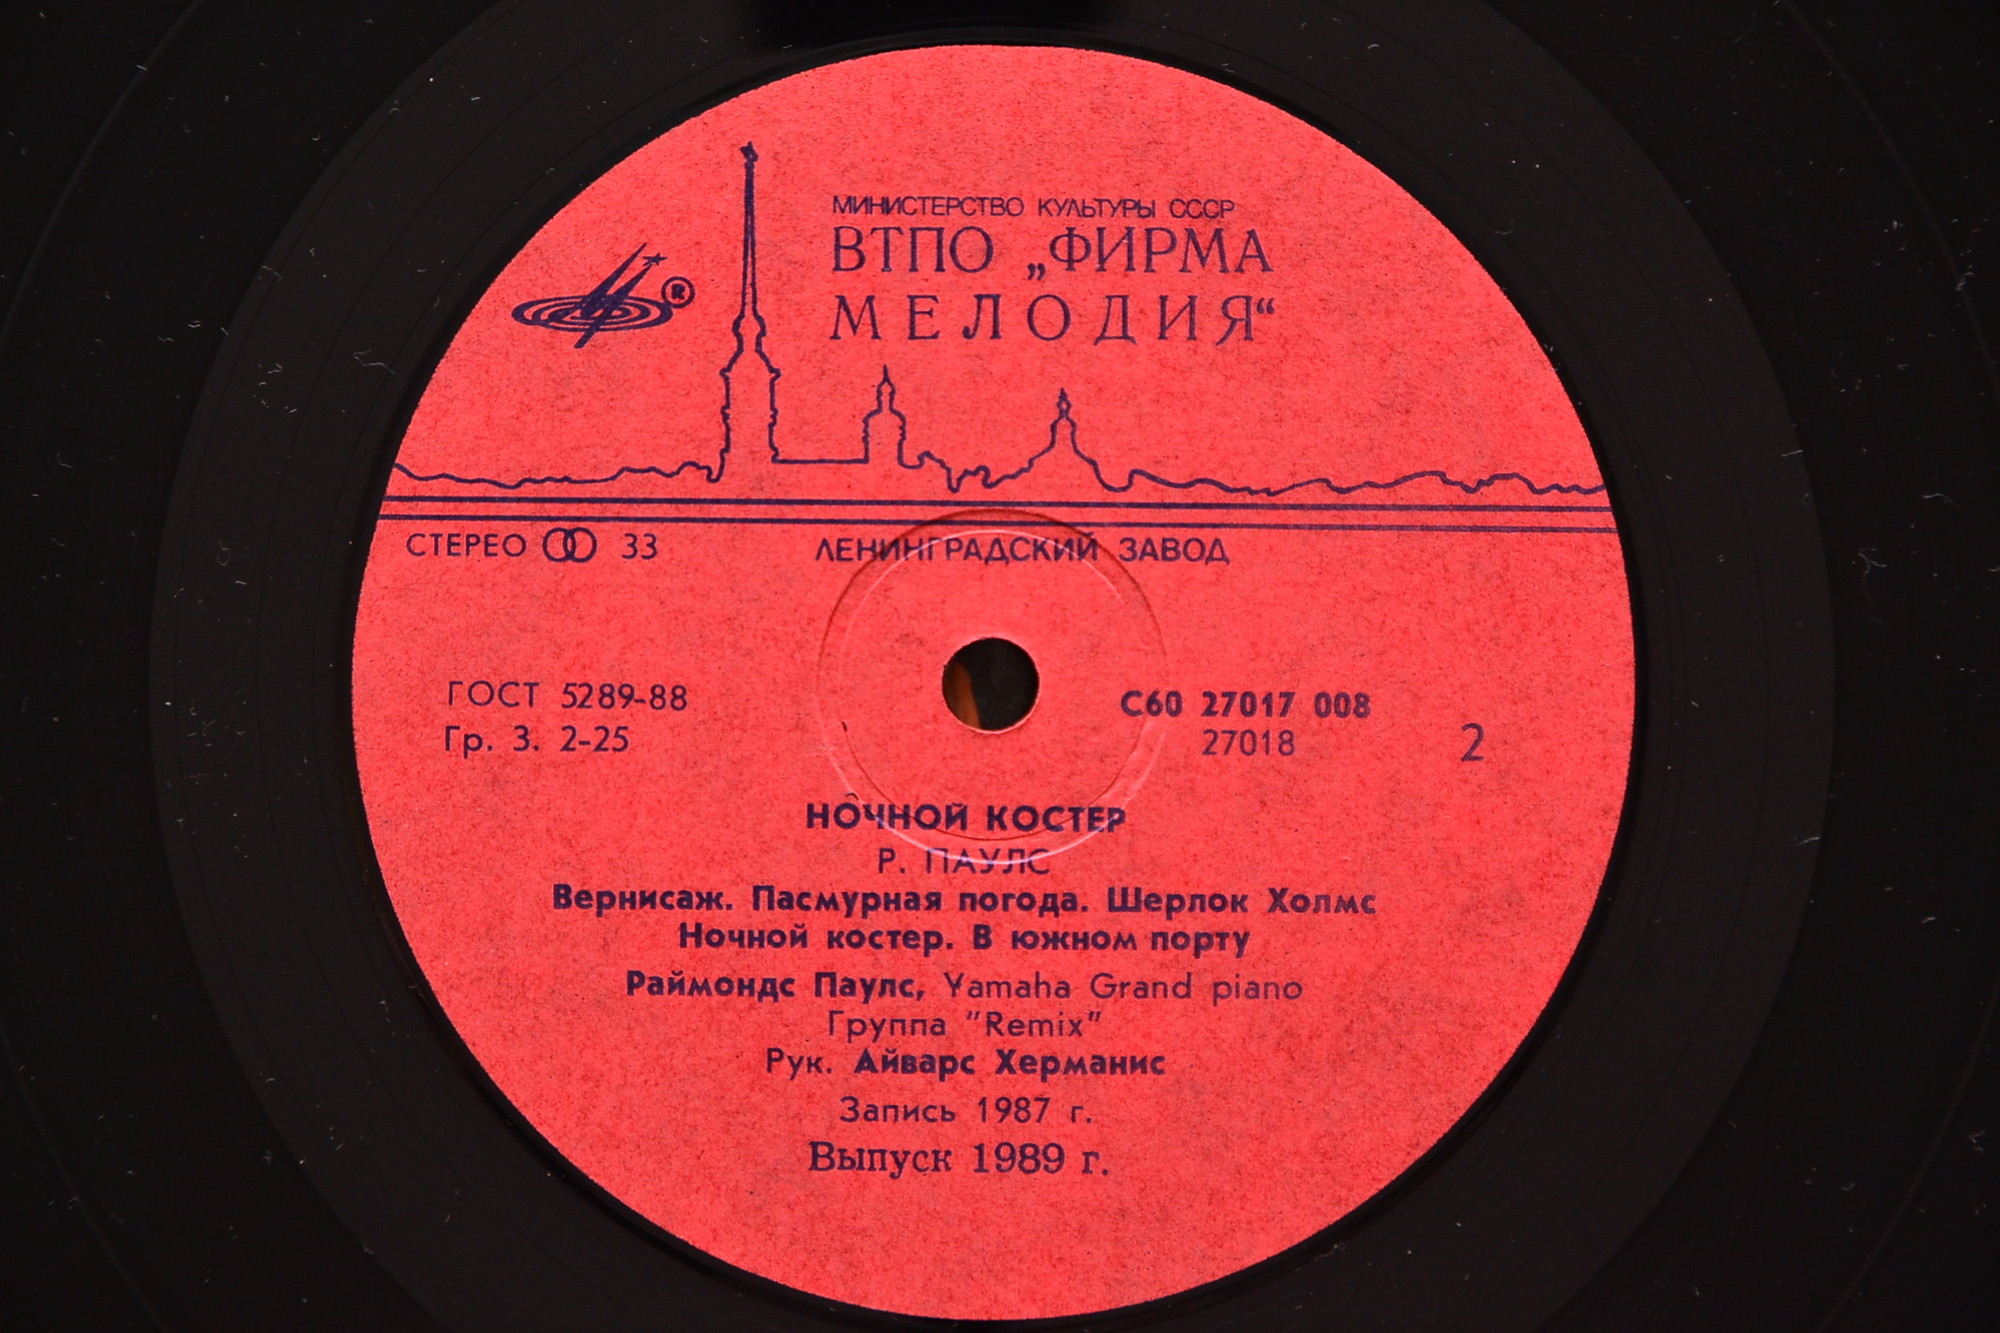 МИНИСТЕРСТВО КУЛЬТУРЫ СССР
ВТПО „ФИРМА
МЕЛОДИЯ“
®
СТЕРЕО 33
ЛЕНИНГРАДСКИЙ ЗАВОД
ГОСТ 5289-88
Гр. 3. 2-25
С60 27017 008
27018
2
НОЧНОЙ КОСТЕР
Р. ПАУЛС
Вернисаж. Пасмурная погода. Шерлок Холмс
Ночной костер. В южном порту
Раймондс Паулс, Yamaha Grand piano
Группа "Remix"
Рук. Айварс Херманис
Запись 1987 г.
Выпуск 1989 г.